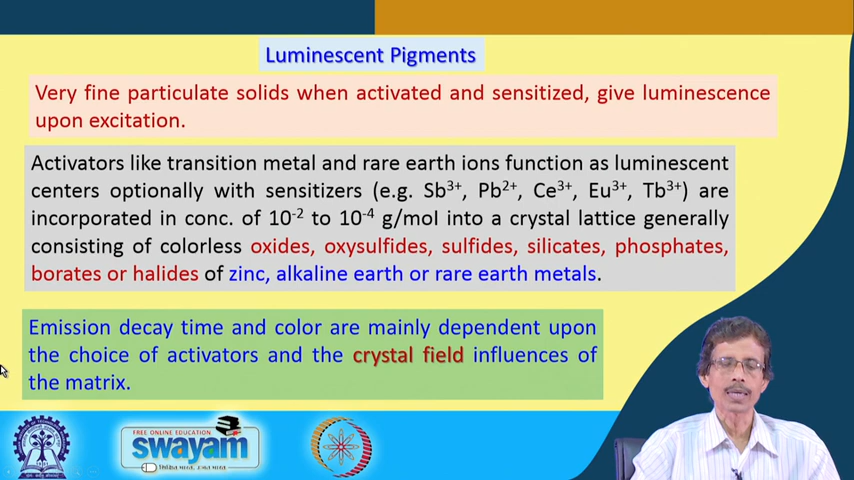 Luminescent Pigments
Very fine particulate solids when activated and sensitized, give luminescence
upon excitation.
Activators like transition metal and rare earth ions function as luminescent
centers optionally with sensitizers (e.g. Sb³⁺, Pb²⁺, Ce³⁺, Eu³⁺, Tb³⁺) are
incorporated in conc. of 10⁻² to 10⁻⁴ g/mol into a crystal lattice generally
consisting of colorless oxides, oxysulfides, sulfides, silicates, phosphates,
borates or halides of zinc, alkaline earth or rare earth metals.
Emission decay time and color are mainly dependent upon
the choice of activators and the crystal field influences of
the matrix.
FREE ONLINE EDUCATION
swayam